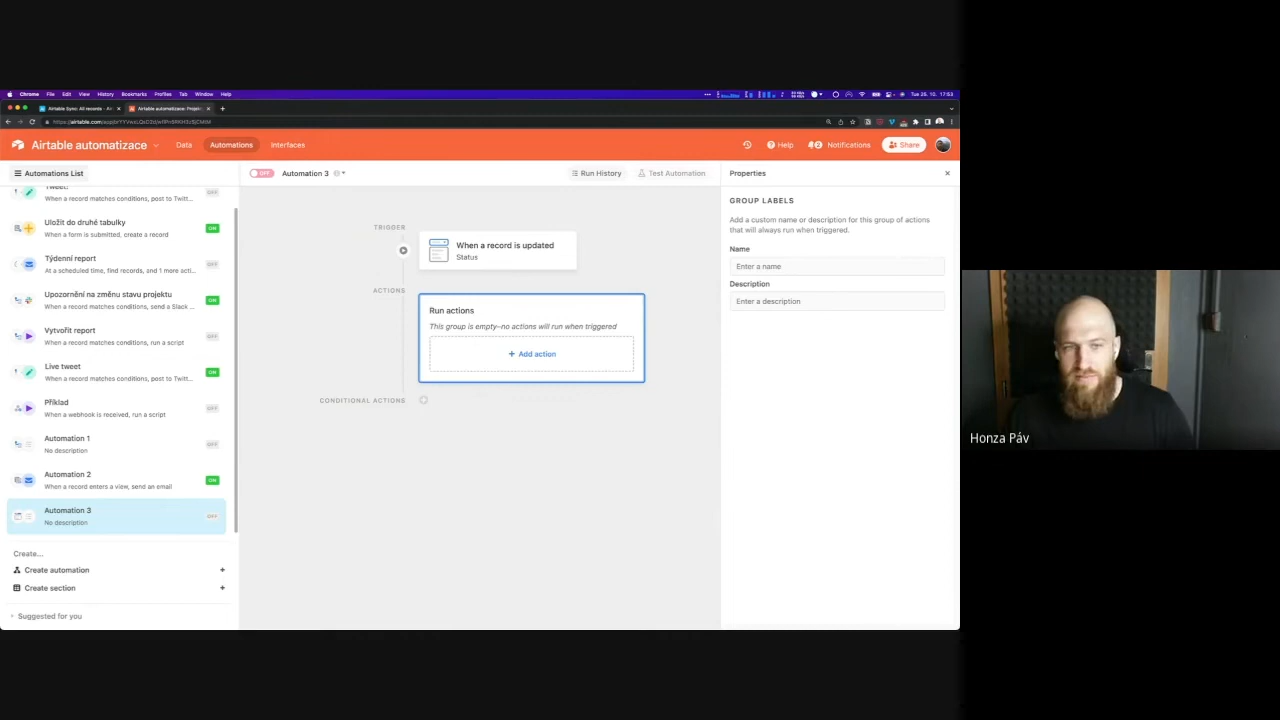 Chrome File Edit View History Bookmarks Profiles Tab Window Help
Tue 25. 10. 17:53
Airtable Sync: All records - Air
Airtable automatizace: Projek
Airtable automatizace
Data
Automations
Interfaces
Help
Notifications
Share
Automations List
OFF
Automation 3
Run History
Test Automation
Properties
Tweet!
When a record matches conditions, post to Twitt...
OFF
Uložit do druhé tabulky
When a form is submitted, create a record
ON
Týdenní report
At a scheduled time, find records, and 1 more acti...
OFF
Upozornění na změnu stavu projektu
When a record matches conditions, send a Slack ...
ON
Vytvořit report
When a record matches conditions, run a script
OFF
Live tweet
When a record matches conditions, post to Twitt...
ON
Příklad
When a webhook is received, run a script
OFF
Automation 1
No description
OFF
Automation 2
When a record enters a view, send an email
ON
Automation 3
No description
OFF
Create...
Create automation
+
Create section
+
Suggested for you
TRIGGER
When a record is updated
Status
ACTIONS
Run actions
This group is empty–no actions will run when triggered
+ Add action
CONDITIONAL ACTIONS
GROUP LABELS
Add a custom name or description for this group of actions
that will always run when triggered.
Name
Enter a name
Description
Enter a description
Honza Páv